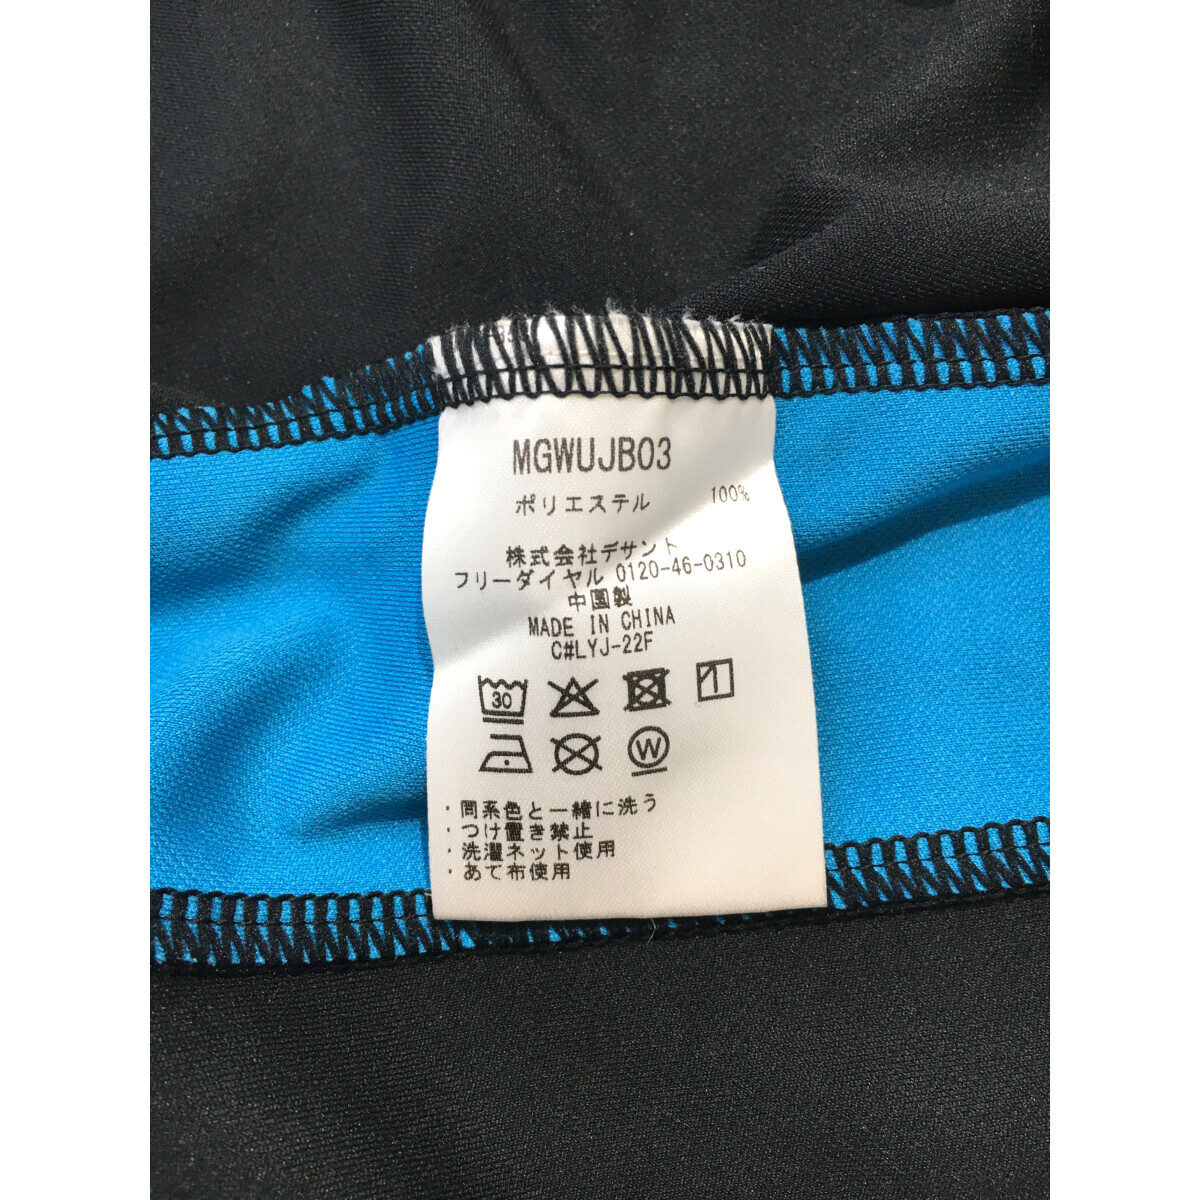 MGWUJB03
ポリエステル 100%
株式会社デサント
フリーダイヤル 0120-46-0310
中国製
MADE IN CHINA
C#LYJ-22F
30
W
・同系色と一緒に洗う
・つけ置き禁止
・洗濯ネット使用
・あて布使用